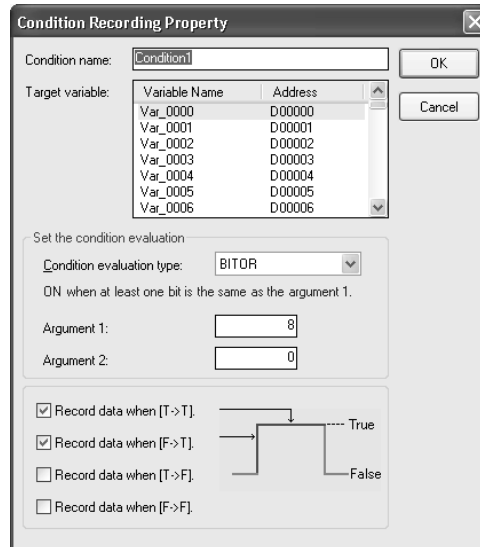 Condition Recording Property
Condition name: Condition1 OK
Target variable: Variable Name Address Cancel
Var_0000 D00000
Var_0001 D00001
Var_0002 D00002
Var_0003 D00003
Var_0004 D00004
Var_0005 D00005
Var_0006 D00006
Set the condition evaluation
Condition evaluation type: BITOR
ON when at least one bit is the same as the argument 1.
Argument 1: 8
Argument 2: 0
Record data when [T->T].
True
Record data when [F->T].
Record data when [T->F].
False
Record data when [F->F].